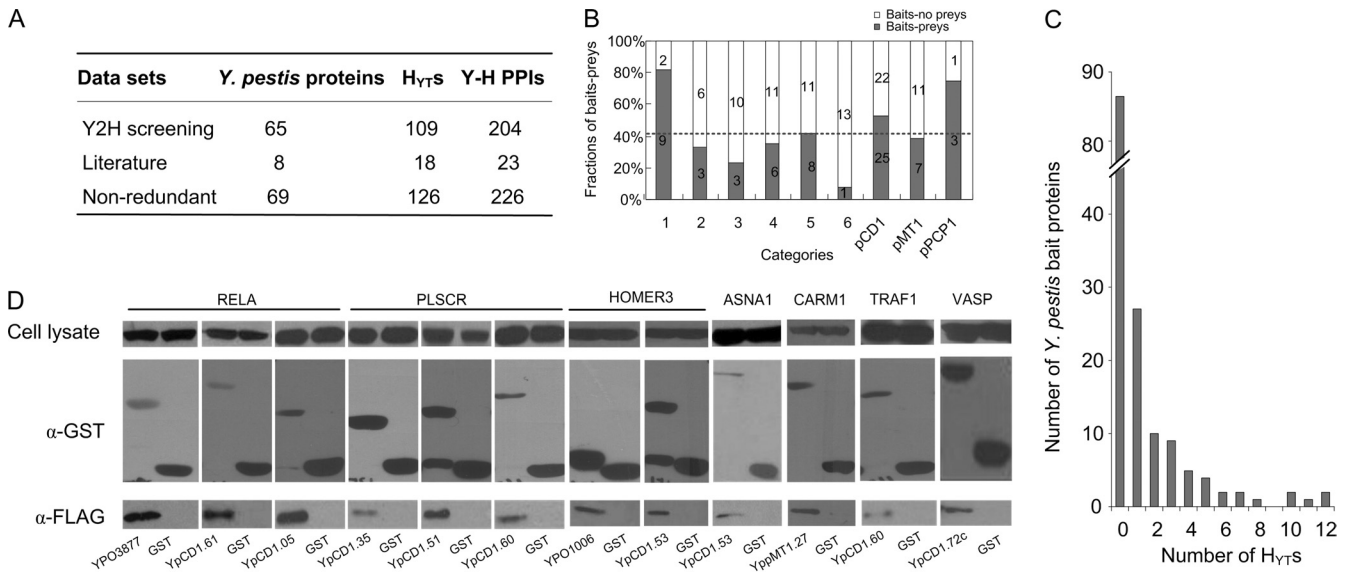 A
Data sets Y. pestis proteins HYTs Y-H PPIs
Y2H screening 65 109 204
Literature 8 18 23
Non-redundant 69 126 226
B
Baits-no preys
Baits-preys
Fractions of baits-preys
100%
80%
60%
40%
20%
0%
2 6 10 11 11 13 22 11 1
9 3 3 6 8 1 25 7 3
1 2 3 4 5 6 pCD1 pMT1 pPCP1
Categories
C
Number of Y. pestis bait proteins
90
80
40
30
20
10
0
0 2 4 6 8 10 12
Number of HYTs
D
RELA PLSCR HOMER3 ASNA1 CARM1 TRAF1 VASP
Cell lysate
α-GST
α-FLAG
YPO3877 GST YpCD1.61 GST YpCD1.05 GST YpCD1.35 GST YpCD1.51 GST YpCD1.60 GST YPO1006 GST YpCD1.53 GST YpCD1.53 GST YppMT1.27 GST YpCD1.60 GST YpCD1.72c GST